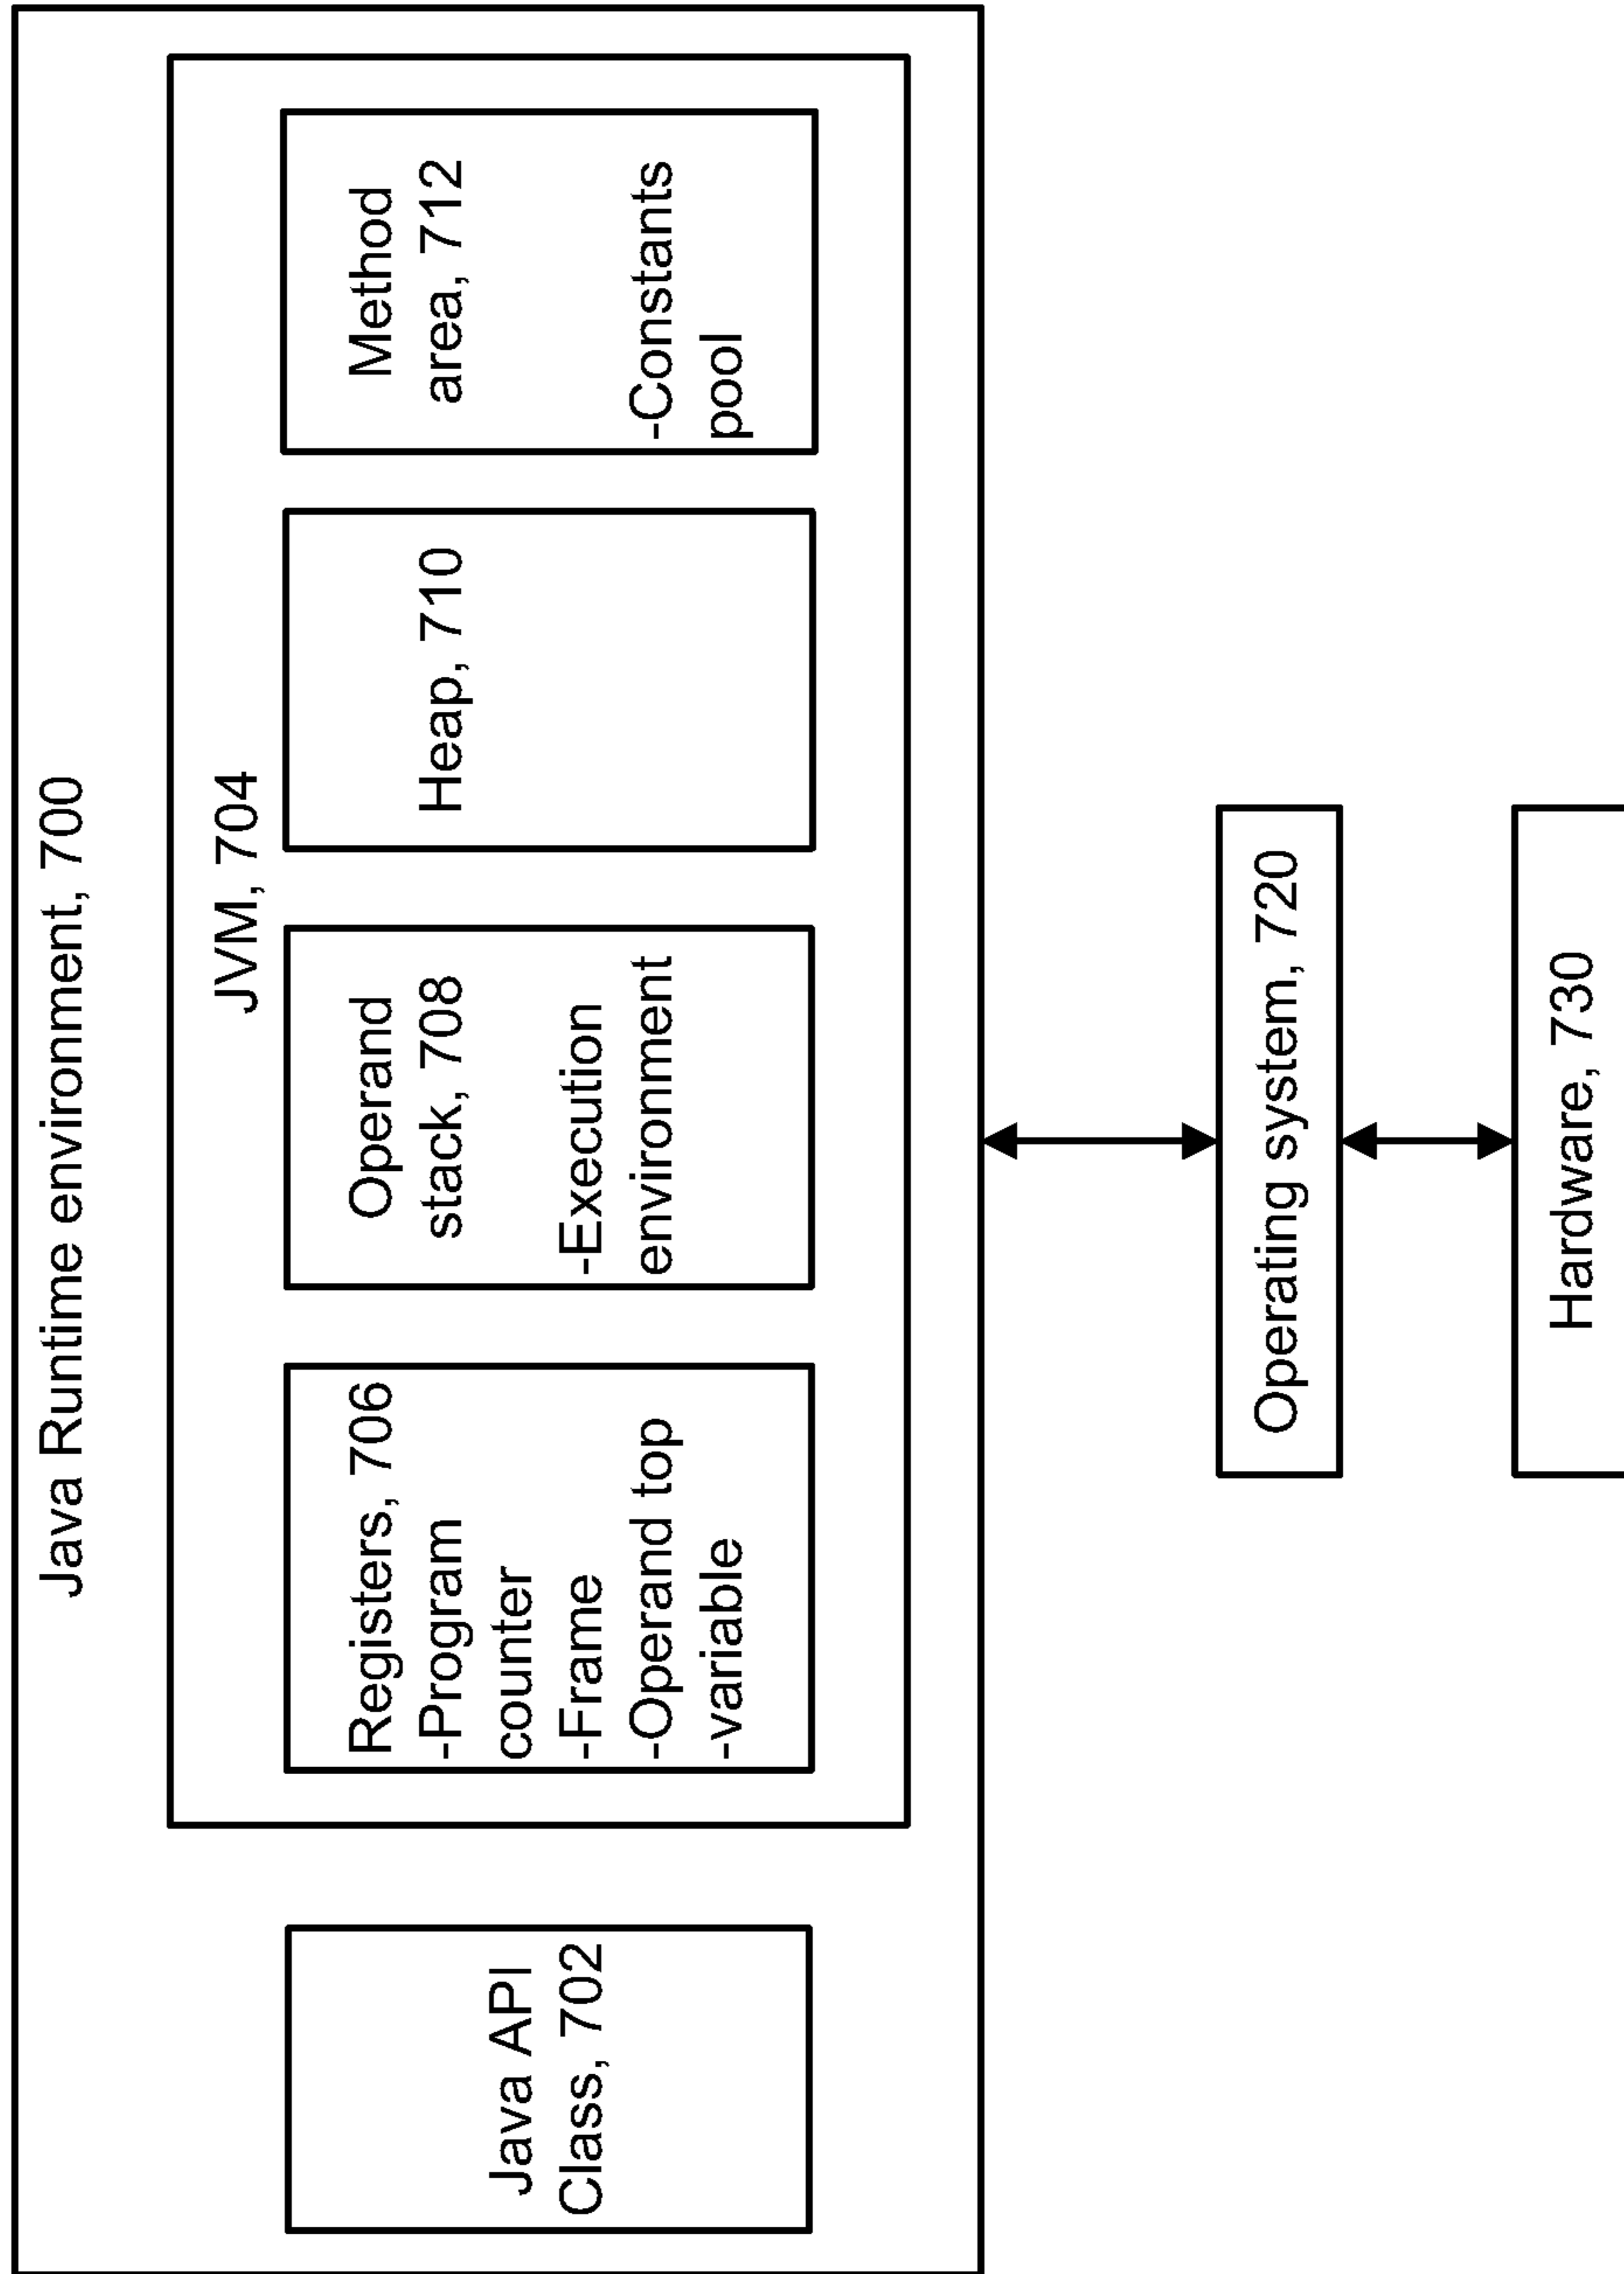 Java Runtime environment, 700
Java API
Class, 702
JVM, 704
Registers, 706
-Program
counter
-Frame
-Operand top
-variable
Operand
stack, 708
-Execution
environment
Heap, 710
Method
area, 712
-Constants
pool
Operating system, 720
Hardware, 730